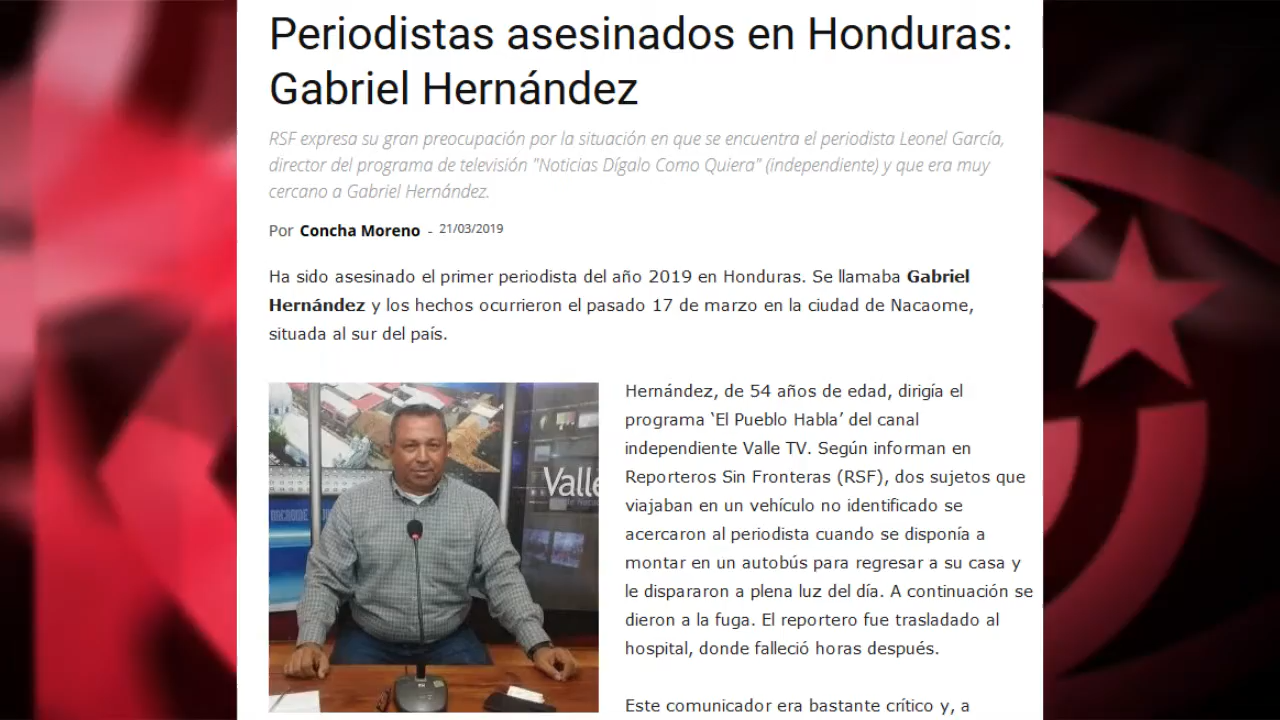 Periodistas asesinados en Honduras:
Gabriel Hernández
RSF expresa su gran preocupación por la situación en que se encuentra el periodista Leonel García,
director del programa de televisión "Noticias Dígalo Como Quiera" (independiente) y que era muy
cercano a Gabriel Hernández.
Por Concha Moreno - 21/03/2019
Ha sido asesinado el primer periodista del año 2019 en Honduras. Se llamaba Gabriel
Hernández y los hechos ocurrieron el pasado 17 de marzo en la ciudad de Nacaome,
situada al sur del país.
Hernández, de 54 años de edad, dirigía el
programa ‘El Pueblo Habla’ del canal
independiente Valle TV. Según informan en
Reporteros Sin Fronteras (RSF), dos sujetos que
viajaban en un vehículo no identificado se
acercaron al periodista cuando se disponía a
montar en un autobús para regresar a su casa y
le dispararon a plena luz del día. A continuación se
dieron a la fuga. El reportero fue trasladado al
hospital, donde falleció horas después.
Este comunicador era bastante crítico y, a
Valle